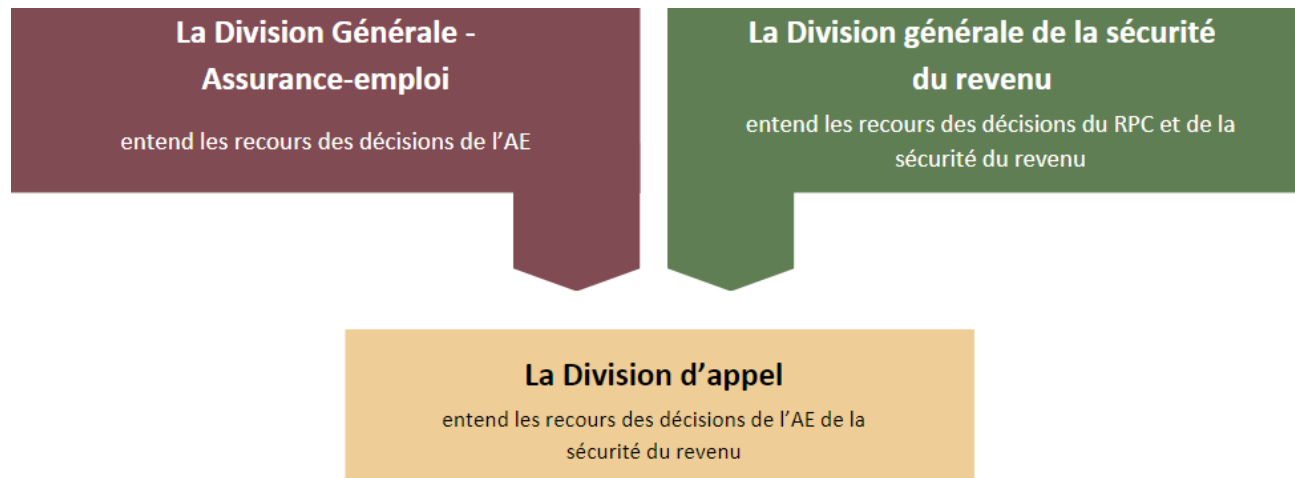 La Division Générale -
Assurance-emploi
entend les recours des décisions de l'AE
La Division générale de la sécurité
du revenu
entend les recours des décisions du RPC et de la
sécurité du revenu
La Division d'appel
entend les recours des décisions de l'AE de la
sécurité du revenu